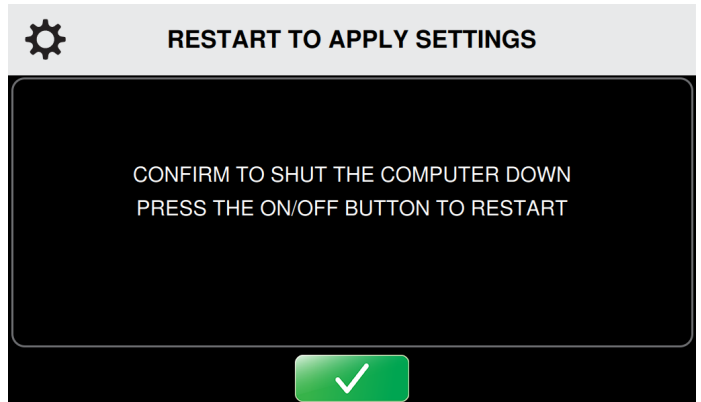 RESTART TO APPLY SETTINGS
CONFIRM TO SHUT THE COMPUTER DOWN
PRESS THE ON/OFF BUTTON TO RESTART